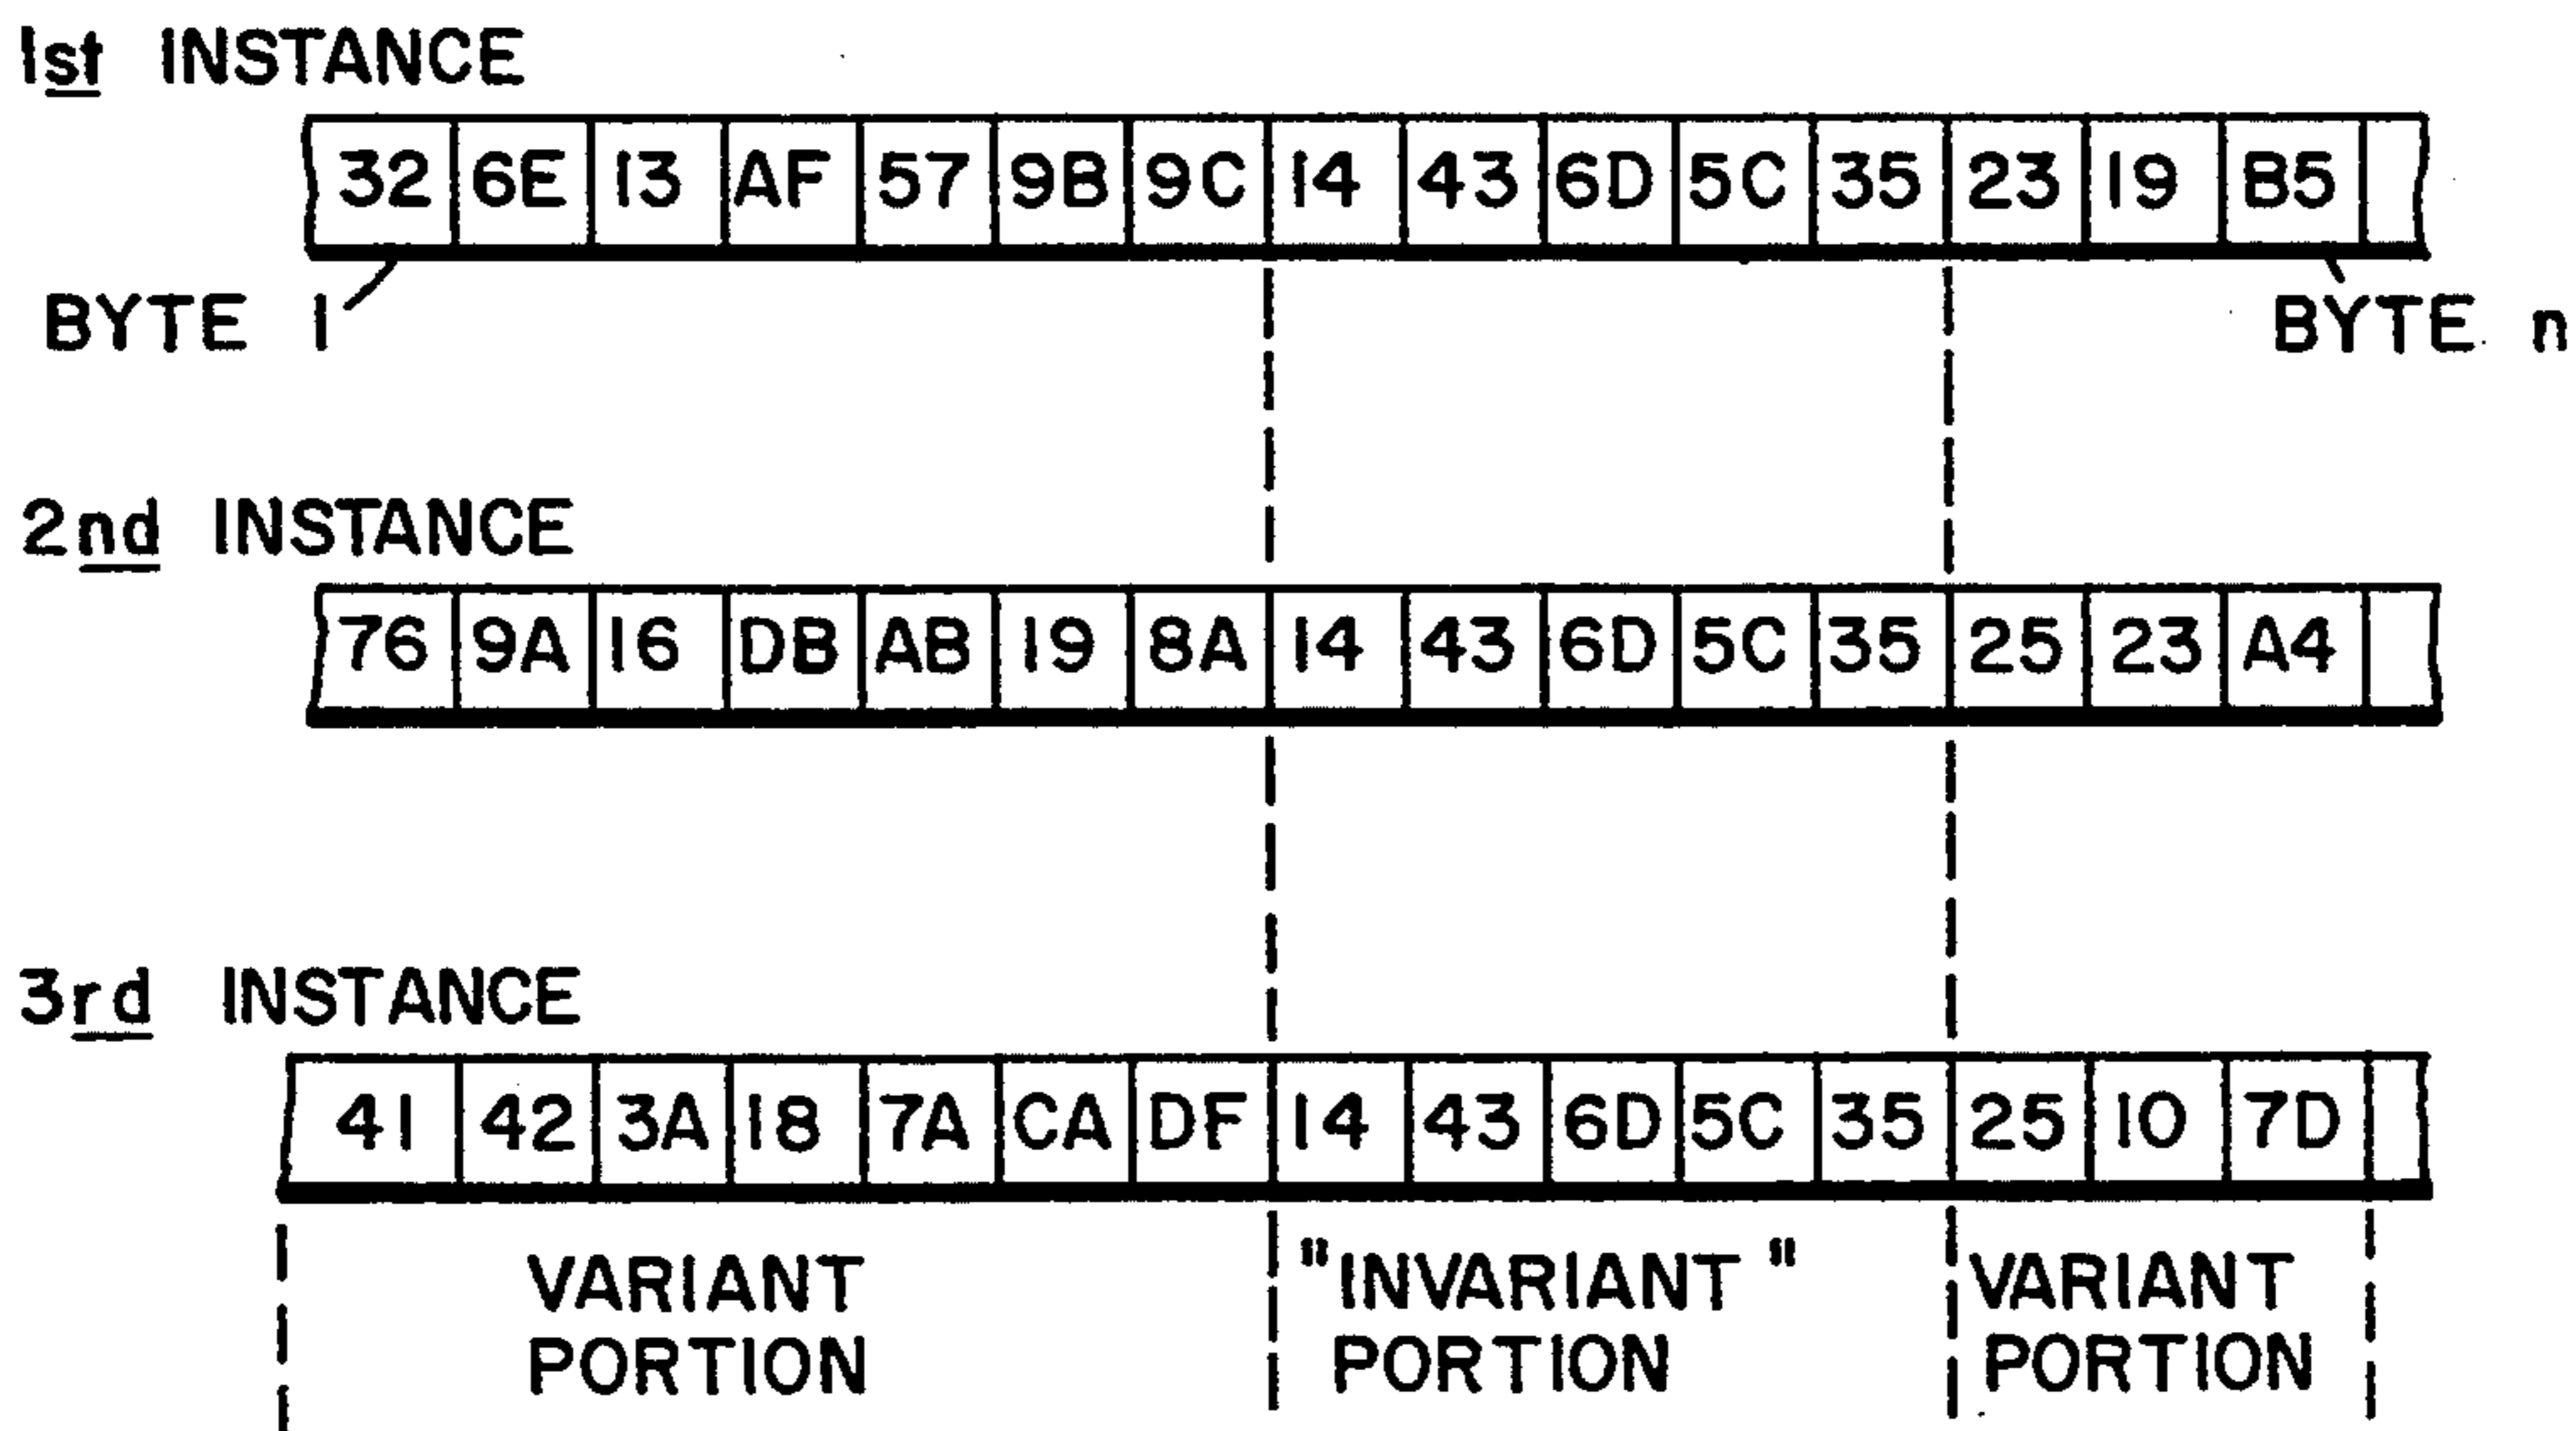 1st INSTANCE
32 6E 13 AF 57 9B 9C 14 43 6D 5C 35 23 19 B5
BYTE 1 BYTE n
2nd INSTANCE
76 9A 16 DB AB 19 8A 14 43 6D 5C 35 25 23 A4
3rd INSTANCE
41 42 3A 18 7A CA DF 14 43 6D 5C 35 25 10 7D
VARIANT PORTION
"INVARIANT" PORTION
VARIANT PORTION